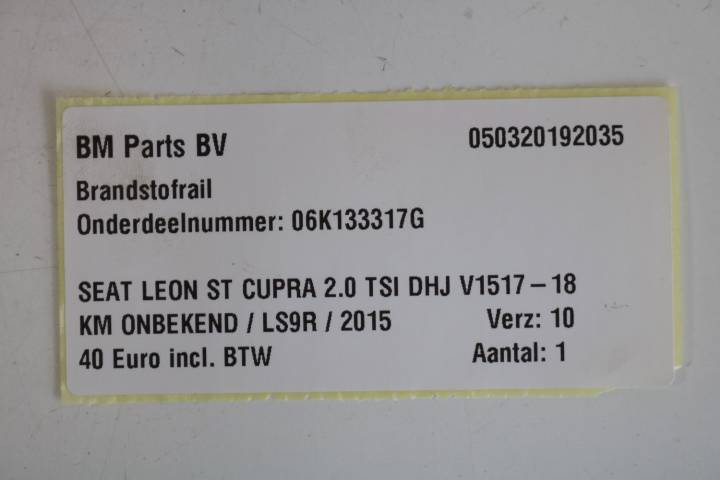 BM Parts BV 050320192035
Brandstofrail
Onderdeelnummer: 06K133317G
SEAT LEON ST CUPRA 2.0 TSI DHJ V1517 – 18
KM ONBEKEND / LS9R / 2015 Verz: 10
40 Euro incl. BTW Aantal: 1